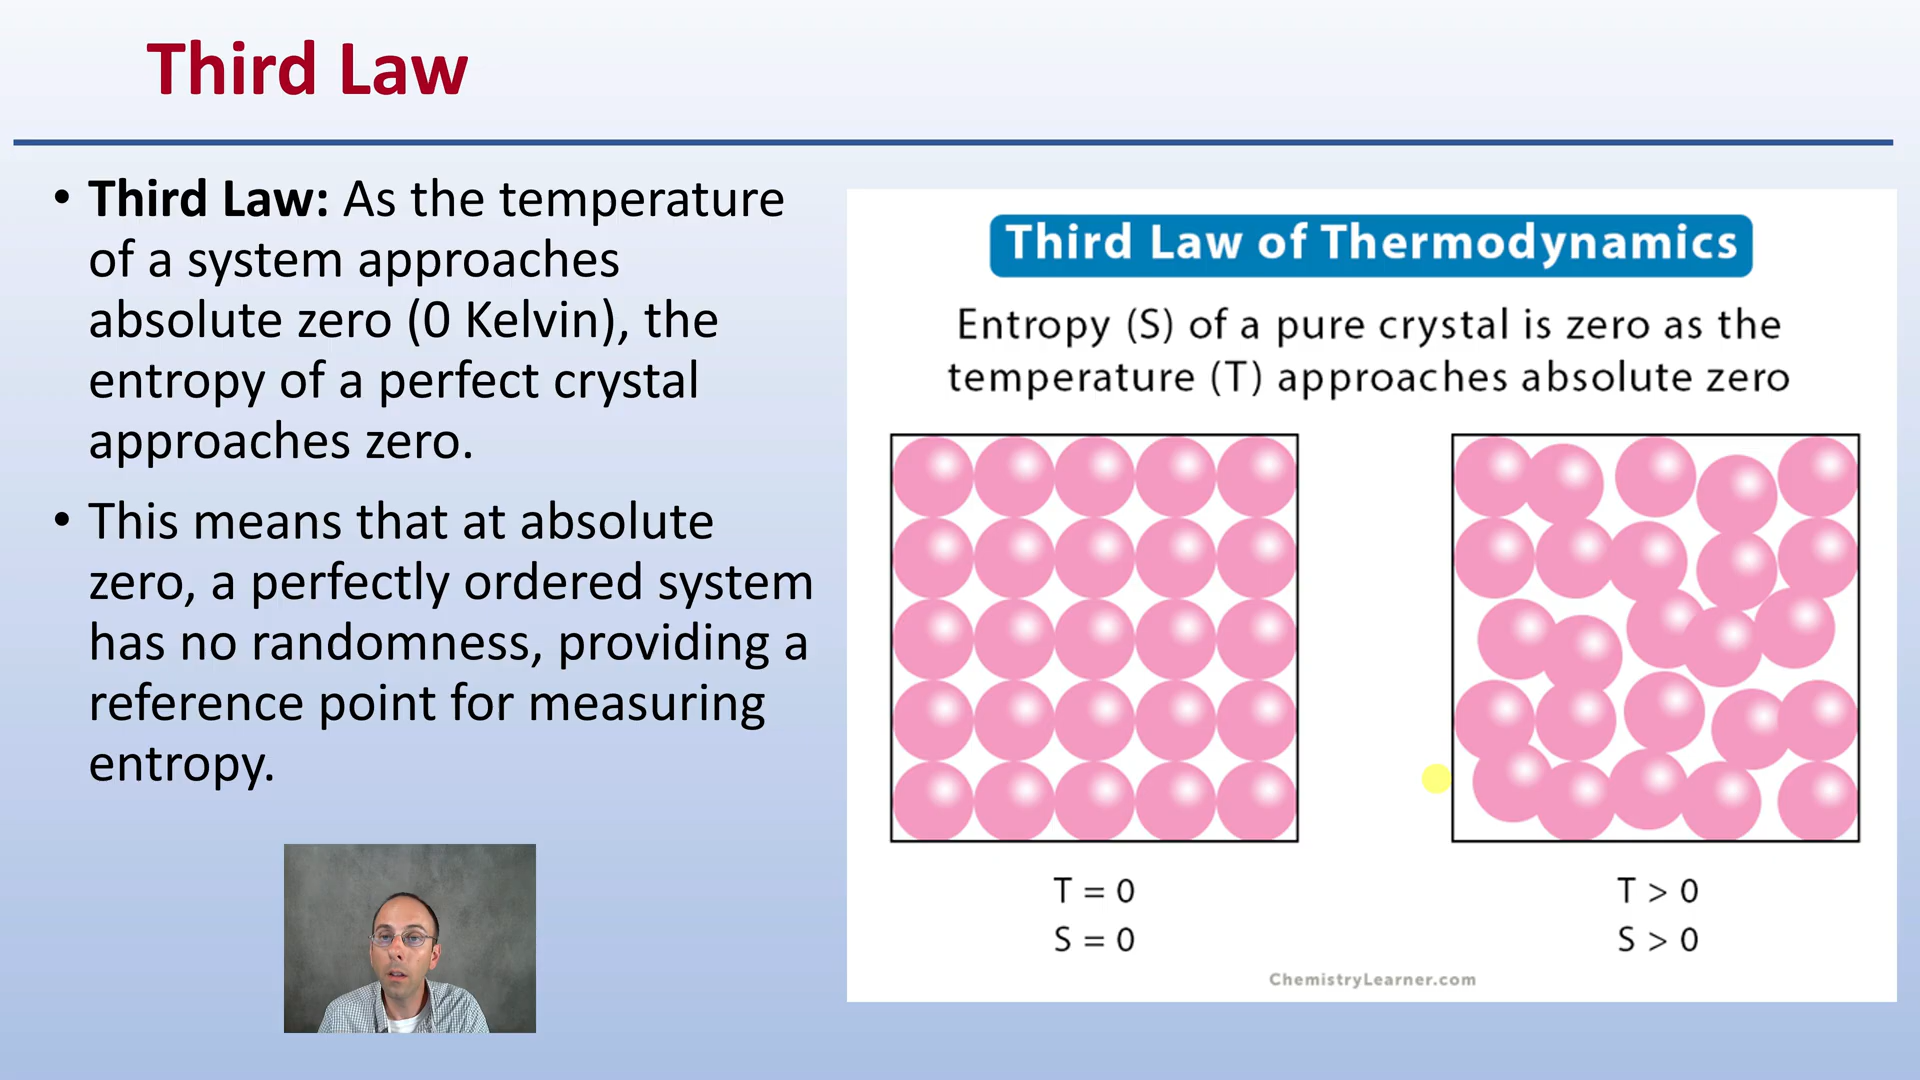 Third Law
• Third Law: As the temperature
of a system approaches
absolute zero (0 Kelvin), the
entropy of a perfect crystal
approaches zero.
• This means that at absolute
zero, a perfectly ordered system
has no randomness, providing a
reference point for measuring
entropy.
Third Law of Thermodynamics
Entropy (S) of a pure crystal is zero as the
temperature (T) approaches absolute zero
T = 0
S = 0
T > 0
S > 0
ChemistryLearner.com